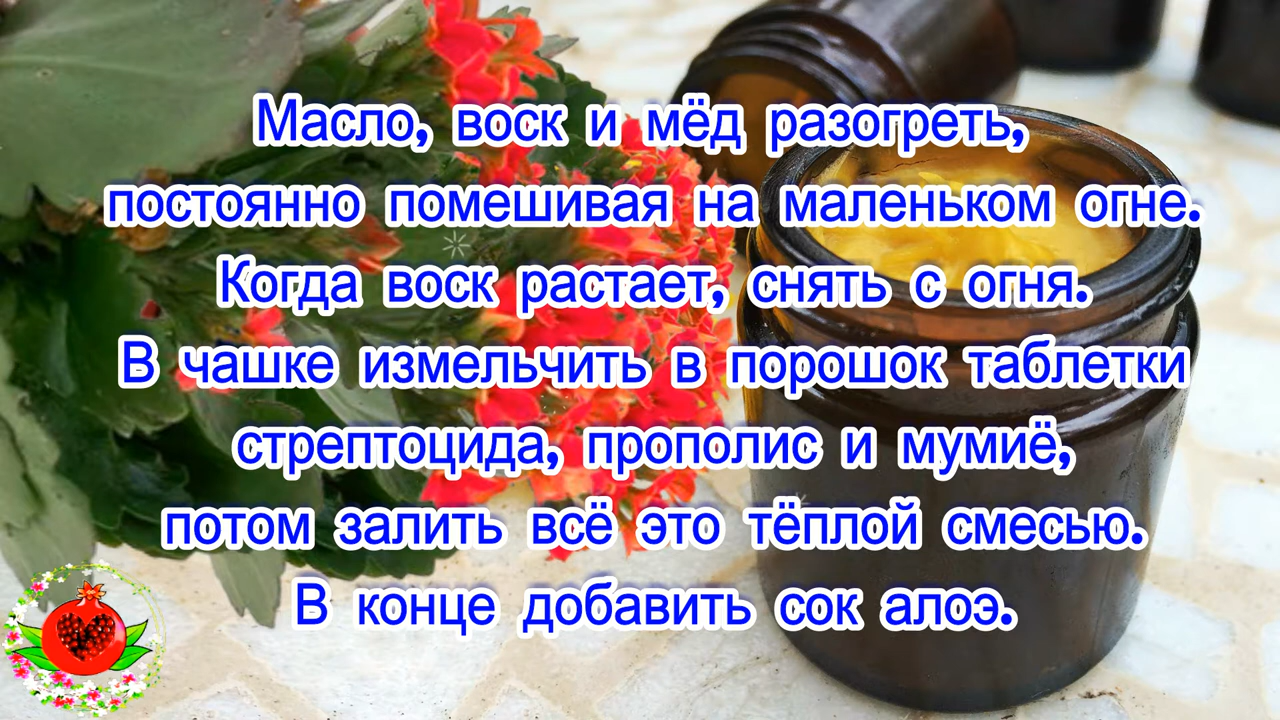 Масло, воск и мёд разогреть,
постоянно помешивая на маленьком огне.
Когда воск растает, снять с огня.
В чашке измельчить в порошок таблетки
стрептоцида, прополис и мумиё,
потом залить всё это тёплой смесью.
В конце добавить сок алоэ.